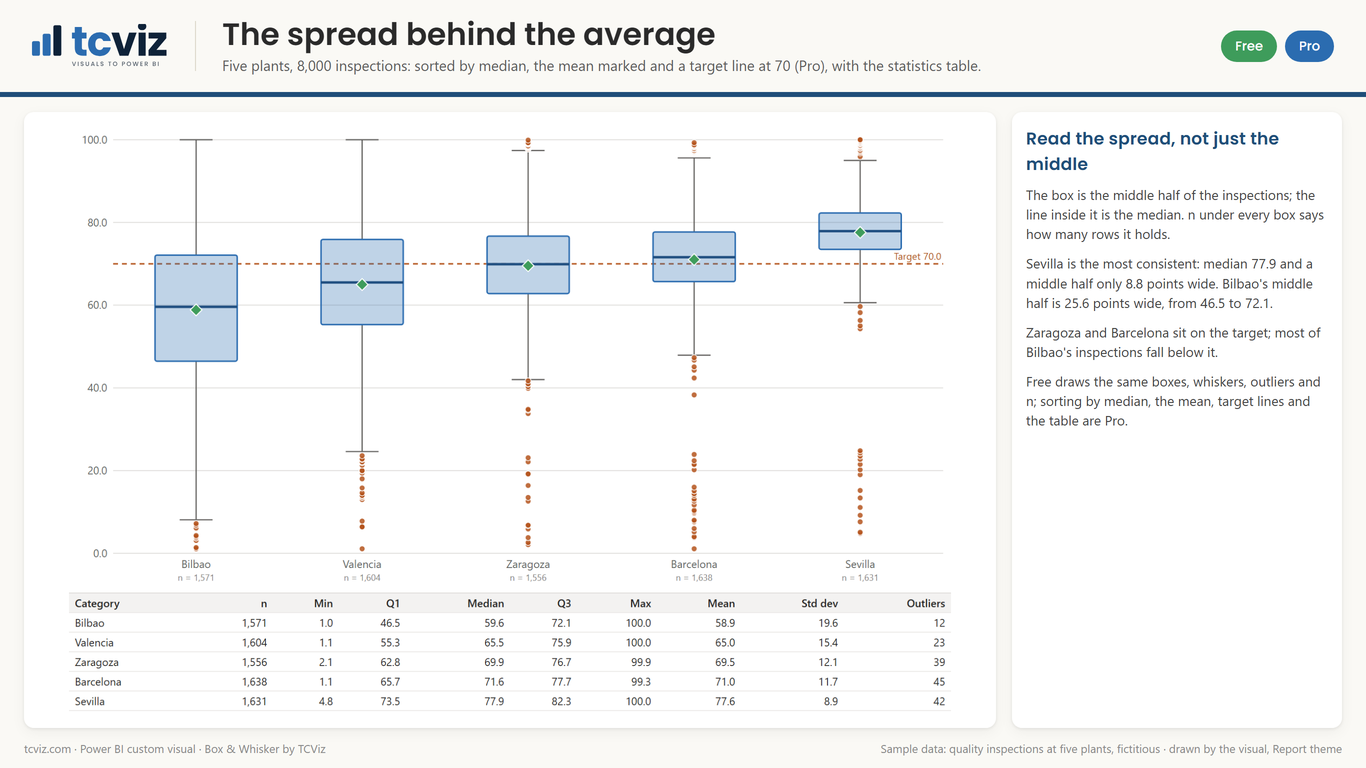 tcviz
VISUALS TO POWER BI
The spread behind the average
Five plants, 8,000 inspections: sorted by median, the mean marked and a target line at 70 (Pro), with the statistics table.
Free
Pro
100.0
80.0
60.0
40.0
20.0
0.0
Target 70.0
Bilbao
n = 1,571
Valencia
n = 1,604
Zaragoza
n = 1,556
Barcelona
n = 1,638
Sevilla
n = 1,631
Category n Min Q1 Median Q3 Max Mean Std dev Outliers
Bilbao 1,571 1.0 46.5 59.6 72.1 100.0 58.9 19.6 12
Valencia 1,604 1.1 55.3 65.5 75.9 100.0 65.0 15.4 23
Zaragoza 1,556 2.1 62.8 69.9 76.7 99.9 69.5 12.1 39
Barcelona 1,638 1.1 65.7 71.6 77.7 99.3 71.0 11.7 45
Sevilla 1,631 4.8 73.5 77.9 82.3 100.0 77.6 8.9 42
Read the spread, not just the
middle
The box is the middle half of the inspections; the
line inside it is the median. n under every box says
how many rows it holds.
Sevilla is the most consistent: median 77.9 and a
middle half only 8.8 points wide. Bilbao's middle
half is 25.6 points wide, from 46.5 to 72.1.
Zaragoza and Barcelona sit on the target; most of
Bilbao's inspections fall below it.
Free draws the same boxes, whiskers, outliers and
n; sorting by median, the mean, target lines and
the table are Pro.
tcviz.com · Power BI custom visual · Box & Whisker by TCViz
Sample data: quality inspections at five plants, fictitious · drawn by the visual, Report theme